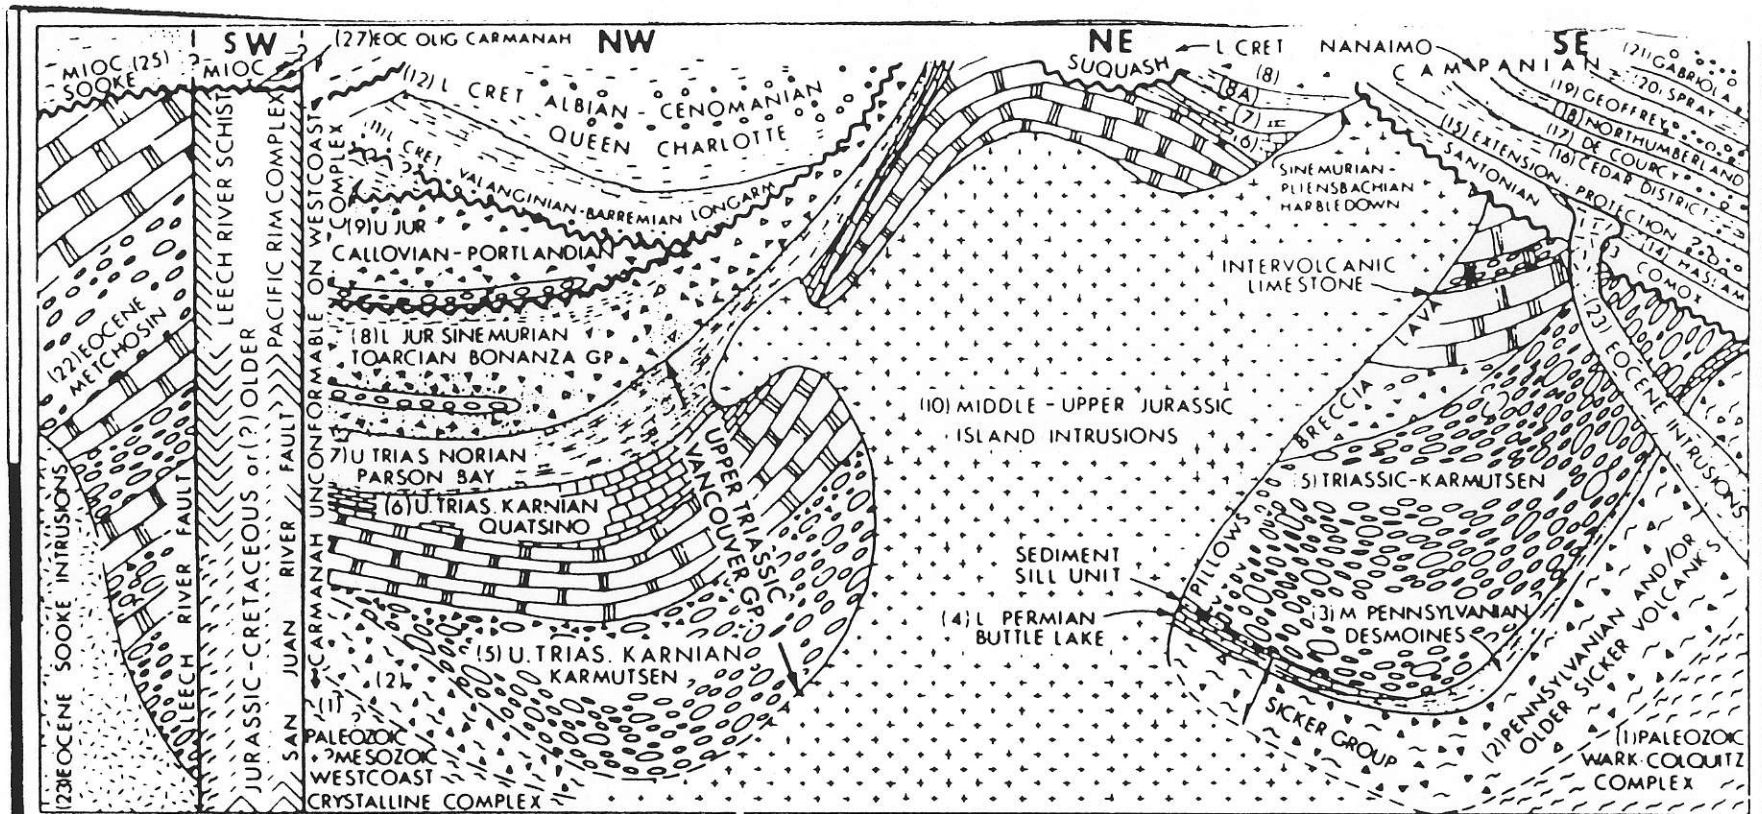 SW
NW
NE
SE
MIOC (25)
SOOKE
MIOC
(27)EOC OLIG CARMANAH
(12) L CRET ALBIAN - CENOMANIAN
QUEEN CHARLOTTE
(11)L CRET VALANGINIAN-BARREMIAN LONGARM
(9)U JUR
CALLOVIAN-PORTLANDIAN
(8)L JUR SINEMURIAN
TOARCIAN BONANZA GP.
7)U TRIAS NORIAN
PARSON BAY
(6)U.TRIAS. KARNIAN
QUATSINO
(5) U.TRIAS. KARNIAN
KARMUTSEN
(2)
(1)
PALEOZOIC
?MESOZOIC
WESTCOAST
CRYSTALLINE COMPLEX
UPPER TRIASSIC
VANCOUVER GP.
(22)EOCENE
METCHOSIN
(23)EOCENE SOOKE INTRUSIONS
LEECH RIVER FAULT
LEECH RIVER SCHIST
JURASSIC-CRETACEOUS or(?) OLDER
PACIFIC RIM COMPLEX
SAN JUAN RIVER FAULT
CARMANAH UNCONFORMABLE ON WESTCOAST
COMPLEX
SUQUASH
L CRET NANAIMO
CAMPANIAN
(8)
(8A)
(7)
(6)
SINEMURIAN-
PLIENSBACHIAN
HARBLEDOWN
(21)GABRIOLA
(20) SPRAY
(19)GEOFFREY
(18)NORTHUMBERLAND
(17) DE COURCY
(16)CEDAR DISTRICT
(15)EXTENSION-PROTECTION
SANTONIAN
(14) HASLAM
3 COMOX
INTERVOLCANIC
LIMESTONE
LAVA
BRECCIA
PILLOWS
(10) MIDDLE - UPPER JURASSIC
ISLAND INTRUSIONS
(23) EOCENE INTRUSIONS
5) TRIASSIC-KARMUTSEN
SEDIMENT
SILL UNIT
(4)L PERMIAN
BUTTLE LAKE
(3)M PENNSYLVANIAN
DESMOINES
SICKER GROUP
(2)PENNSYLVANIAN AND/OR
OLDER SICKER VOLCANK'S
(1)PALEOZOIC
WARK-COLQUITZ
COMPLEX